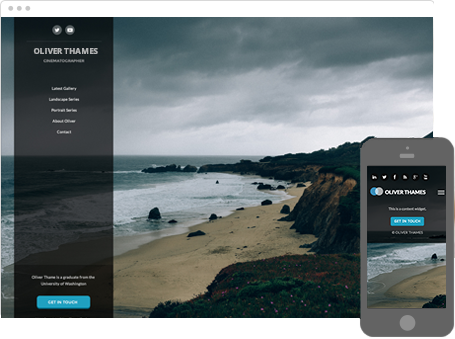 OLIVER THAMES
CINEMATOGRAPHER
Latest Gallery
Landscape Series
Portrait Series
About Oliver
Contact
Oliver Thame is a graduate from the
University of Washington
GET IN TOUCH
OLIVER THAMES
This is a content widget.
GET IN TOUCH
© OLIVER THAMES